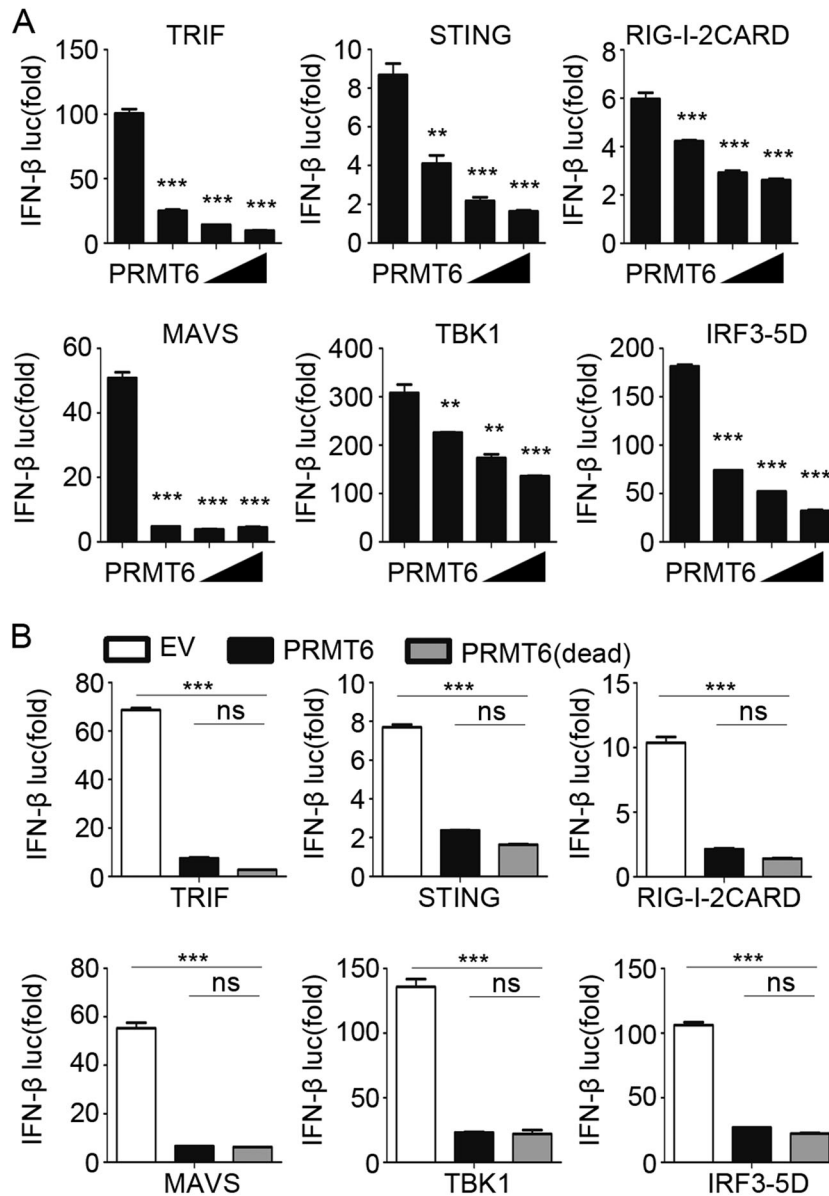 A
TRIF
IFN-β luc(fold)
150
100
50
0
***
***
***
PRMT6
STING
IFN-β luc(fold)
10
8
6
4
2
0
**
***
***
PRMT6
RIG-I-2CARD
IFN-β luc(fold)
8
6
4
2
0
***
***
***
PRMT6
MAVS
IFN-β luc(fold)
60
40
20
0
***
***
***
PRMT6
TBK1
IFN-β luc(fold)
400
300
200
100
0
**
**
***
PRMT6
IRF3-5D
IFN-β luc(fold)
200
150
100
50
0
***
***
***
PRMT6
B
EV PRMT6 PRMT6(dead)
IFN-β luc(fold)
80
60
40
20
0
***
ns
TRIF
IFN-β luc(fold)
10
8
6
4
2
0
***
ns
STING
IFN-β luc(fold)
15
10
5
0
***
ns
RIG-I-2CARD
IFN-β luc(fold)
80
60
40
20
0
***
ns
MAVS
IFN-β luc(fold)
150
100
50
0
***
ns
TBK1
IFN-β luc(fold)
150
100
50
0
***
ns
IRF3-5D